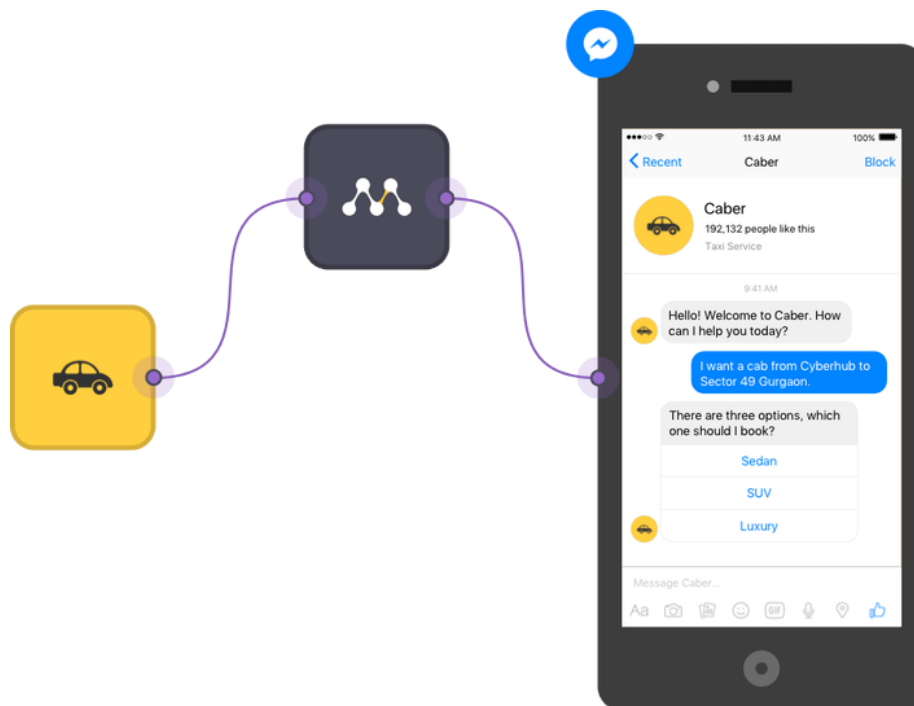 11:43 AM
100%
Recent
Caber
Block
Caber
192,132 people like this
Taxi Service
9:41 AM
Hello! Welcome to Caber. How
can I help you today?
I want a cab from Cyberhub to
Sector 49 Gurgaon.
There are three options, which
one should I book?
Sedan
SUV
Luxury
Message Caber...
Aa
GIF